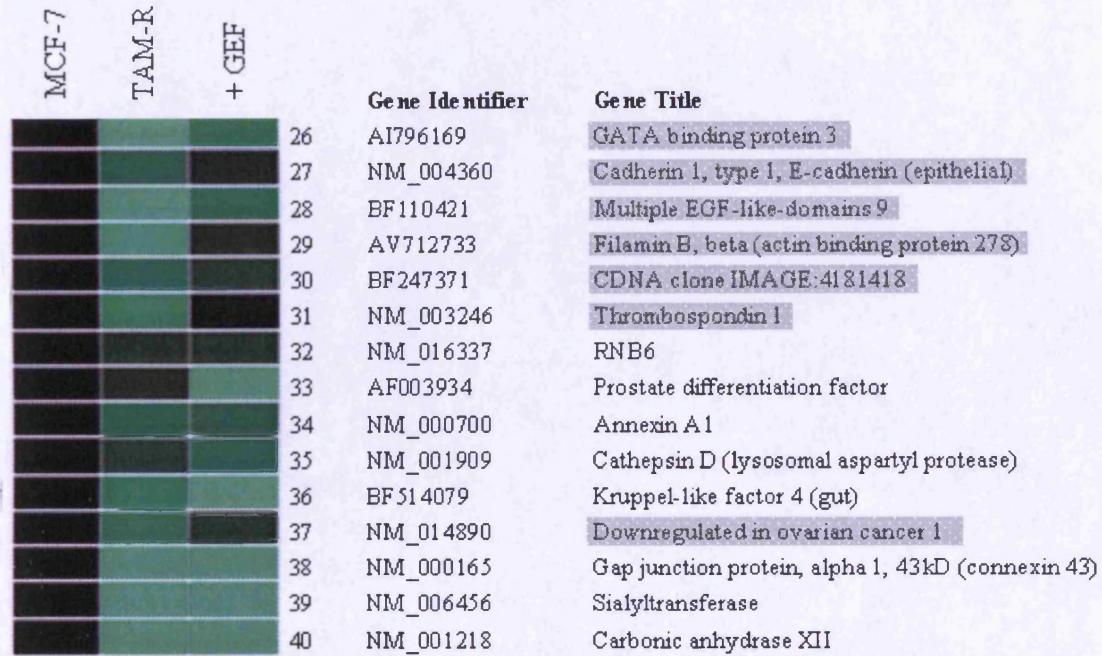 MCF-7 TAM-R + GEF
Gene Identifier Gene Title
26 AI796169 GATA binding protein 3
27 NM_004360 Cadherin 1, type 1, E-cadherin (epithelial)
28 BF110421 Multiple EGF-like-domains 9
29 AV712733 Filamin B, beta (actin binding protein 278)
30 BF247371 CDNA clone IMAGE:4181418
31 NM_003246 Thrombospondin 1
32 NM_016337 RNB6
33 AF003934 Prostate differentiation factor
34 NM_000700 Annexin A1
35 NM_001909 Cathepsin D (lysosomal aspartyl protease)
36 BF514079 Kruppel-like factor 4 (gut)
37 NM_014890 Downregulated in ovarian cancer 1
38 NM_000165 Gap junction protein, alpha 1, 43kD (connexin 43)
39 NM_006456 Sialyltransferase
40 NM_001218 Carbonic anhydrase XII